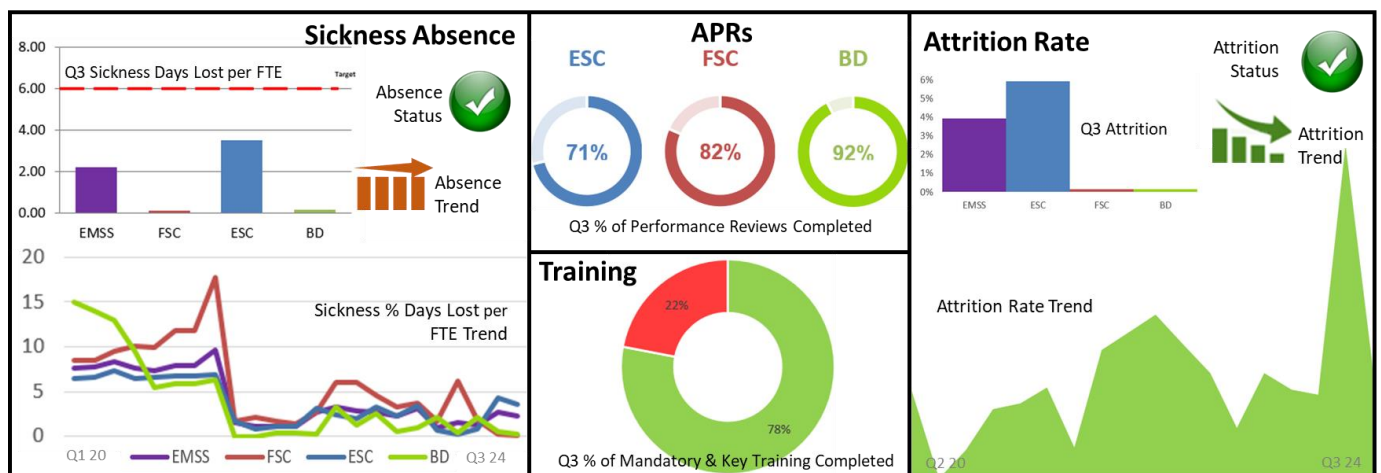 Sickness Absence
8.00
Q3 Sickness Days Lost per FTE
Target
6.00
4.00
2.00
0.00
EMSS
FSC
ESC
BD
Absence
Status
Absence
Trend
20
15
10
5
0
Sickness % Days Lost per
FTE Trend
Q1 20
EMSS
FSC
ESC
BD
Q3 24
APRs
ESC
FSC
BD
71%
82%
92%
Q3 % of Performance Reviews Completed
Training
22%
78%
Q3 % of Mandatory & Key Training Completed
Attrition Rate
6%
5%
4%
3%
2%
1%
0%
Q3 Attrition
EMSS
ESC
FSC
BD
Attrition
Status
Attrition
Trend
Attrition Rate Trend
Q2 20
Q3 24